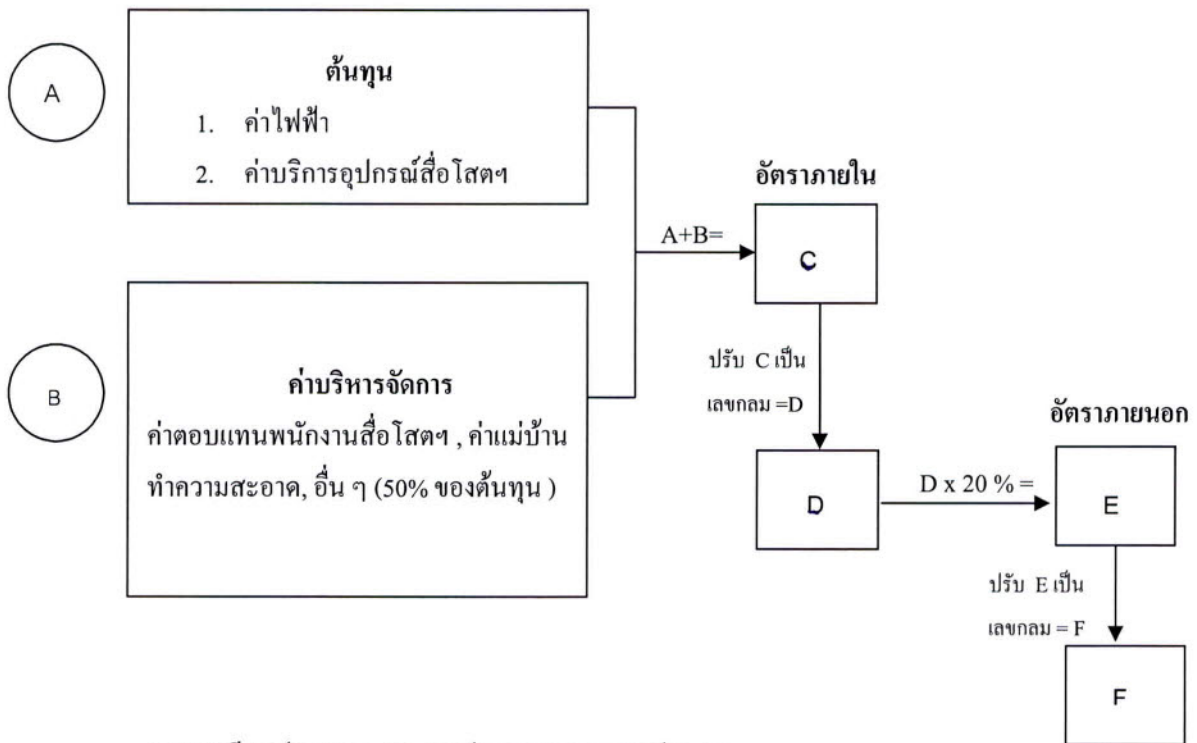 A
ต้นทุน
1. ค่าไฟฟ้า
2. ค่าบริการอุปกรณ์สื่อโสตฯ
B
ค่าบริหารจัดการ
ค่าตอบแทนพนักงานสื่อโสตฯ , ค่าแม่บ้าน
ทำความสะอาด, อื่น ๆ (50% ของต้นทุน )
A+B=
อัตราภายใน
C
ปรับ C เป็น
เลขกลม =D
D
D x 20 % =
อัตราภายนอก
E
ปรับ E เป็น
เลขกลม = F
F